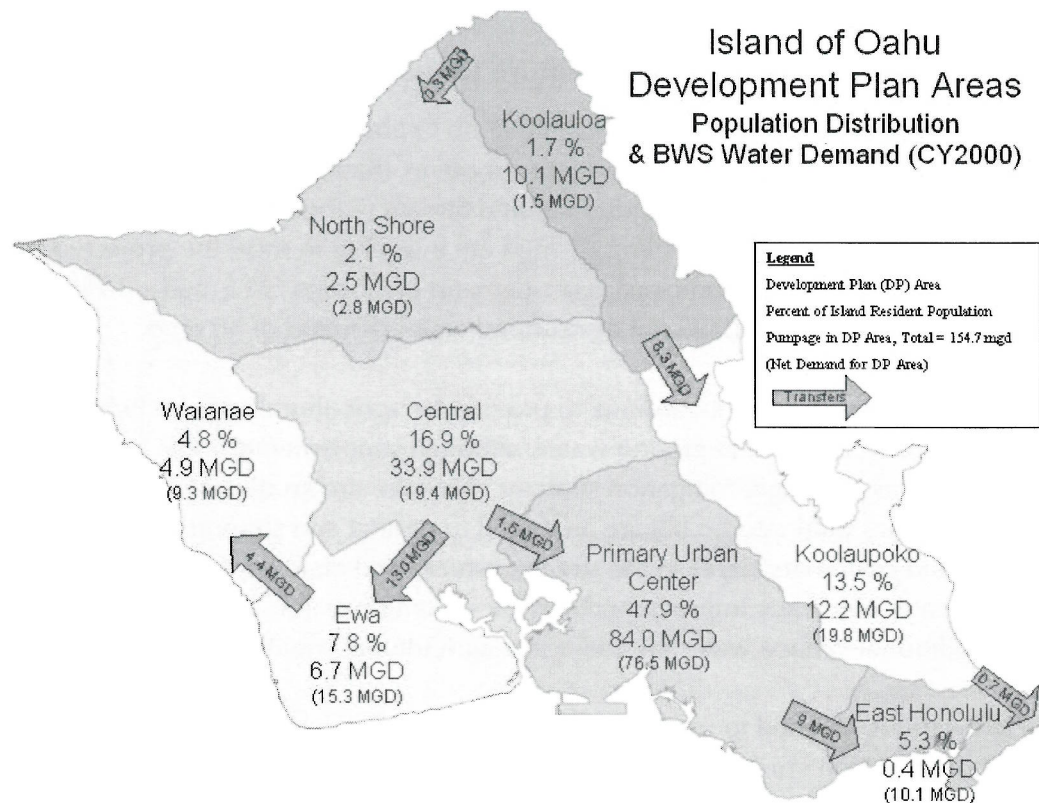 Island of Oahu
Development Plan Areas
Population Distribution
& BWS Water Demand (CY2000)
0.3 MGD
Koolauloa
1.7 %
10.1 MGD
(1.5 MGD)
North Shore
2.1 %
2.5 MGD
(2.8 MGD)
Legend
Development Plan (DP) Area
Percent of Island Resident Population
Pumpage in DP Area, Total = 154.7 mgd
(Net Demand for DP Area)
Transfers
8.3 MGD
Waianae
4.8 %
4.9 MGD
(9.3 MGD)
Central
16.9 %
33.9 MGD
(19.4 MGD)
4.4 MGD
13.0 MGD
1.5 MGD
Ewa
7.8 %
6.7 MGD
(15.3 MGD)
Primary Urban
Center
47.9 %
84.0 MGD
(76.5 MGD)
Koolaupoko
13.5 %
12.2 MGD
(19.8 MGD)
0.7 MGD
9 MGD
East Honolulu
5.3 %
0.4 MGD
(10.1 MGD)